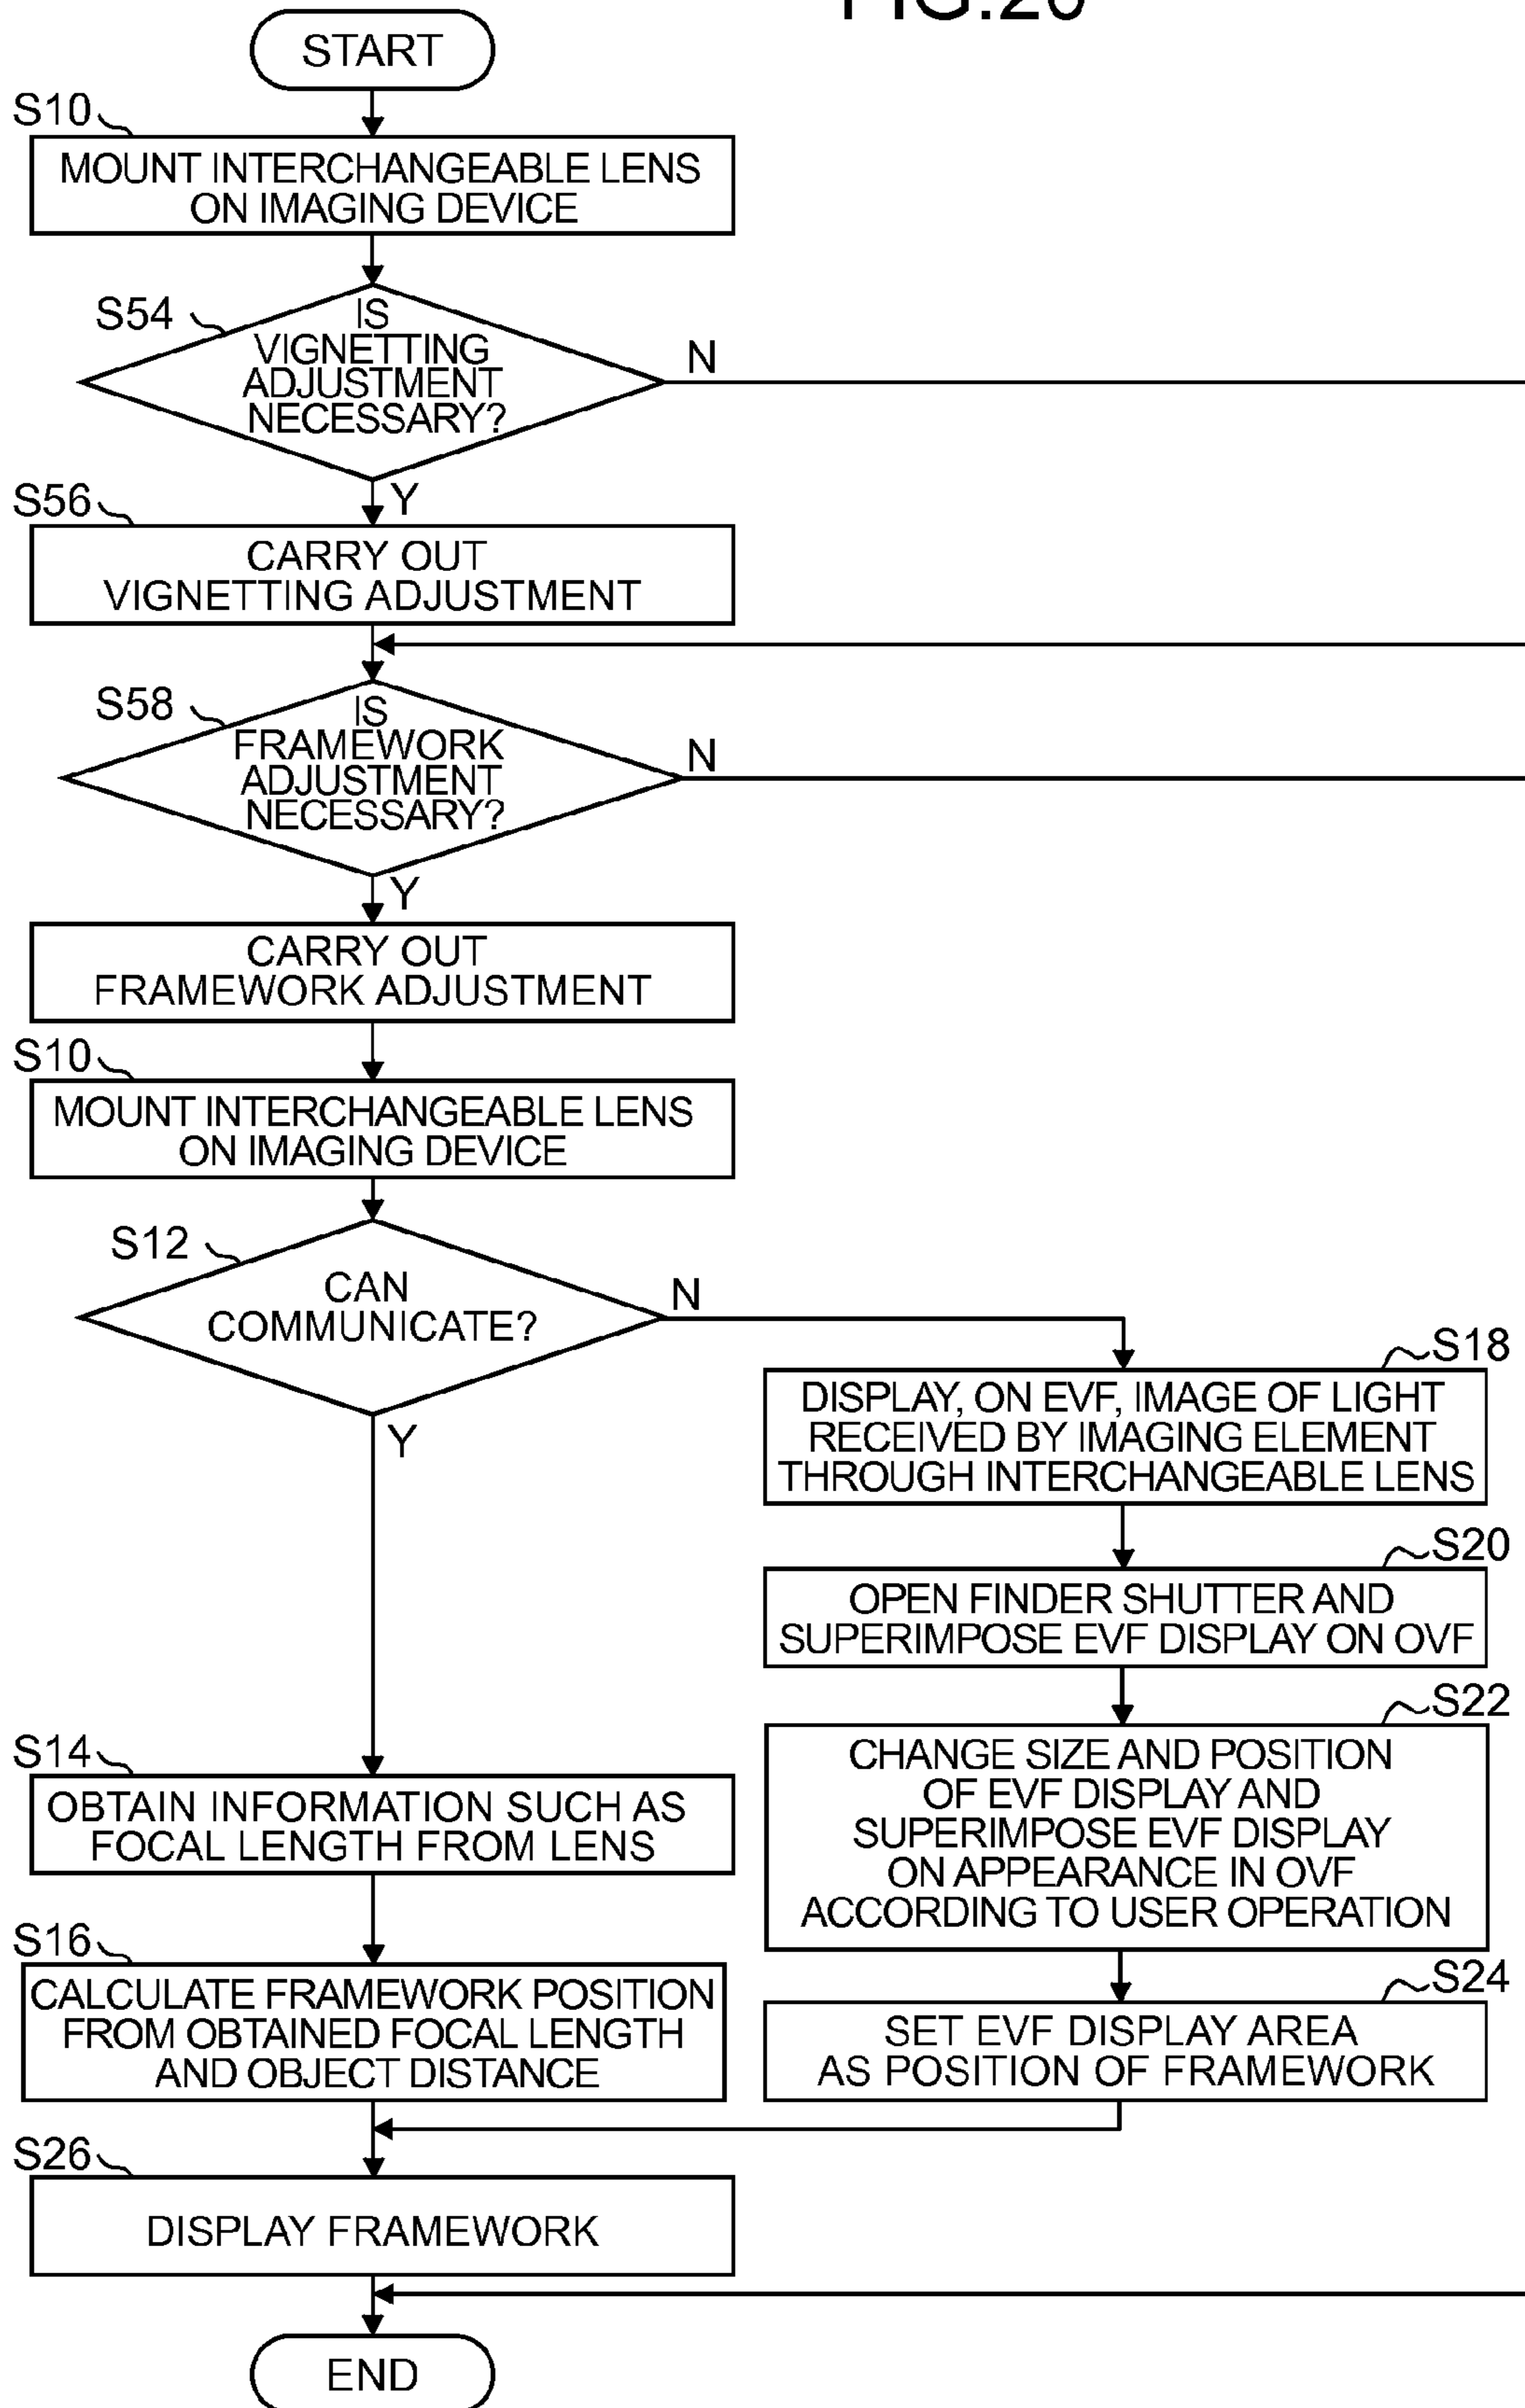 START
S10
MOUNT INTERCHANGEABLE LENS
ON IMAGING DEVICE
S54
IS
VIGNETTING
ADJUSTMENT
NECESSARY?
N
Y
S56
CARRY OUT
VIGNETTING ADJUSTMENT
S58
IS
FRAMEWORK
ADJUSTMENT
NECESSARY?
N
Y
CARRY OUT
FRAMEWORK ADJUSTMENT
S10
MOUNT INTERCHANGEABLE LENS
ON IMAGING DEVICE
S12
CAN
COMMUNICATE?
N
Y
S18
DISPLAY, ON EVF, IMAGE OF LIGHT
RECEIVED BY IMAGING ELEMENT
THROUGH INTERCHANGEABLE LENS
S20
OPEN FINDER SHUTTER AND
SUPERIMPOSE EVF DISPLAY ON OVF
S22
CHANGE SIZE AND POSITION
OF EVF DISPLAY AND
SUPERIMPOSE EVF DISPLAY
ON APPEARANCE IN OVF
ACCORDING TO USER OPERATION
S24
SET EVF DISPLAY AREA
AS POSITION OF FRAMEWORK
S14
OBTAIN INFORMATION SUCH AS
FOCAL LENGTH FROM LENS
S16
CALCULATE FRAMEWORK POSITION
FROM OBTAINED FOCAL LENGTH
AND OBJECT DISTANCE
S26
DISPLAY FRAMEWORK
END